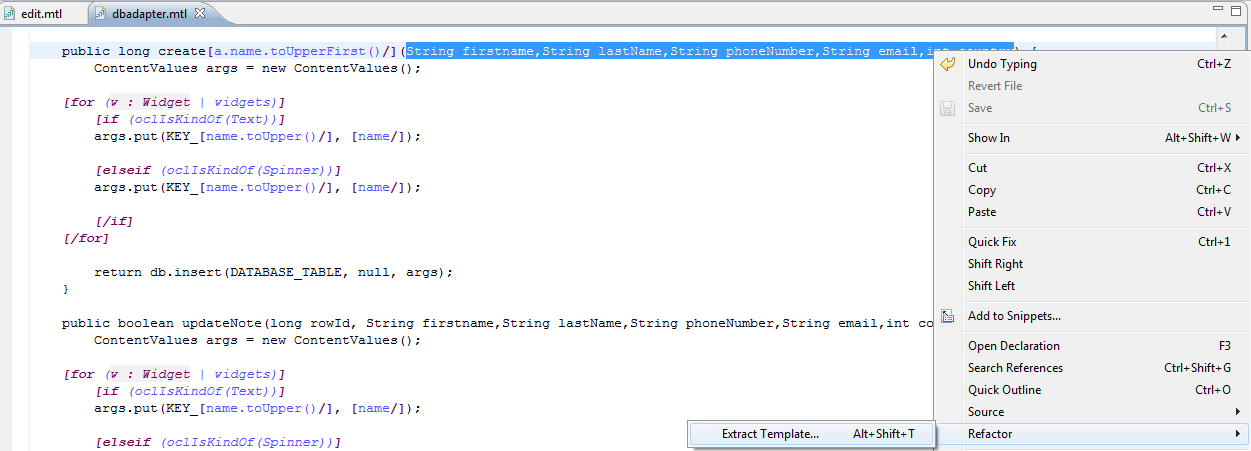 edit.mtl dbadapter.mtl
public long create[a.name.toUpperFirst()/](String firstname,String lastName,String phoneNumber,String email,int country) {
ContentValues args = new ContentValues();
[for (w : Widget | widgets)]
[if (oclIsKindOf(Text))]
args.put(KEY_[name.toUpper()/], [name/]);
[elseif (oclIsKindOf(Spinner))]
args.put(KEY_[name.toUpper()/], [name/]);
[/if]
[/for]
return db.insert(DATABASE_TABLE, null, args);
}
public boolean updateNote(long rowId, String firstname,String lastName,String phoneNumber,String email,int co
ContentValues args = new ContentValues();
[for (w : Widget | widgets)]
[if (oclIsKindOf(Text))]
args.put(KEY_[name.toUpper()/], [name/]);
[elseif (oclIsKindOf(Spinner))]
Undo Typing Ctrl+Z
Revert File
Save Ctrl+S
Show In Alt+Shift+W
Cut Ctrl+X
Copy Ctrl+C
Paste Ctrl+V
Quick Fix Ctrl+1
Shift Right
Shift Left
Add to Snippets...
Open Declaration F3
Search References Ctrl+Shift+G
Quick Outline Ctrl+O
Source
Refactor
Extract Template... Alt+Shift+T